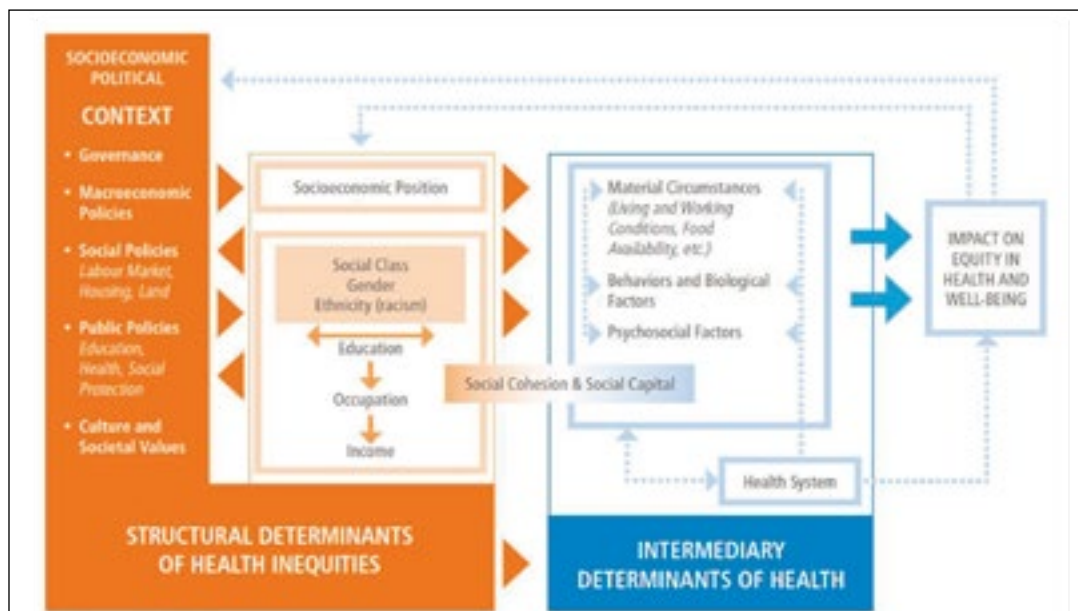 SOCIOECONOMIC
POLITICAL
CONTEXT
• Governance
• Macroeconomic
Policies
• Social Policies
Labour Market,
Housing, Land
• Public Policies
Education,
Health, Social
Protection
• Culture and
Societal Values
Socioeconomic Position
Social Class
Gender
Ethnicity (racism)
Education
Occupation
Income
Social Cohesion & Social Capital
Material Circumstances
(Living and Working
Conditions, Food
Availability, etc.)
Behaviors and Biological
Factors
Psychosocial Factors
Health System
IMPACT ON
EQUITY IN
HEALTH AND
WELL-BEING
STRUCTURAL DETERMINANTS
OF HEALTH INEQUITIES
INTERMEDIARY
DETERMINANTS OF HEALTH